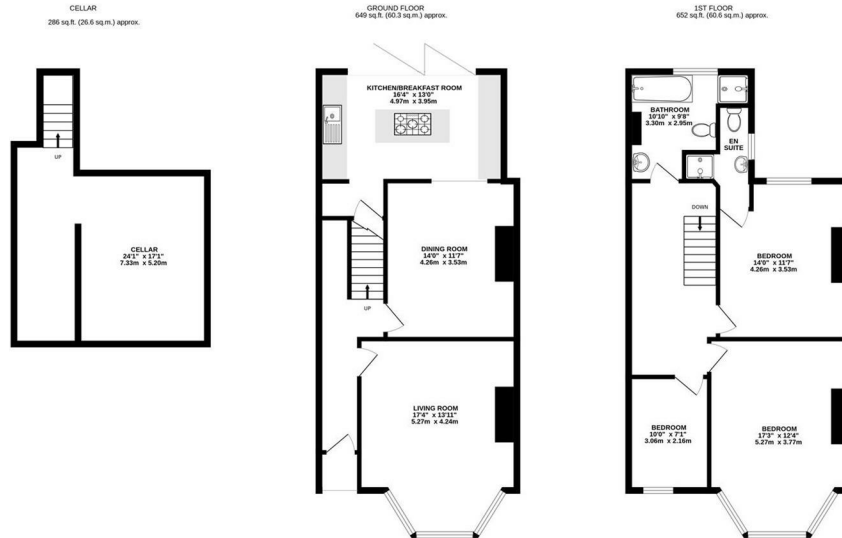 CELLAR
286 sq.ft. (26.6 sq.m.) approx.
UP
CELLAR
24'1" x 17'1"
7.33m x 5.20m
GROUND FLOOR
649 sq.ft. (60.3 sq.m.) approx.
KITCHEN/BREAKFAST ROOM
16'4" x 13'0"
4.97m x 3.95m
DINING ROOM
14'0" x 11'7"
4.26m x 3.53m
UP
LIVING ROOM
17'4" x 13'11"
5.27m x 4.24m
1ST FLOOR
652 sq.ft. (60.6 sq.m.) approx.
BATHROOM
10'10" x 9'8"
3.30m x 2.95m
EN
SUITE
DOWN
BEDROOM
14'0" x 11'7"
4.26m x 3.53m
BEDROOM
10'0" x 7'1"
3.06m x 2.16m
BEDROOM
17'3" x 12'4"
5.27m x 3.77m